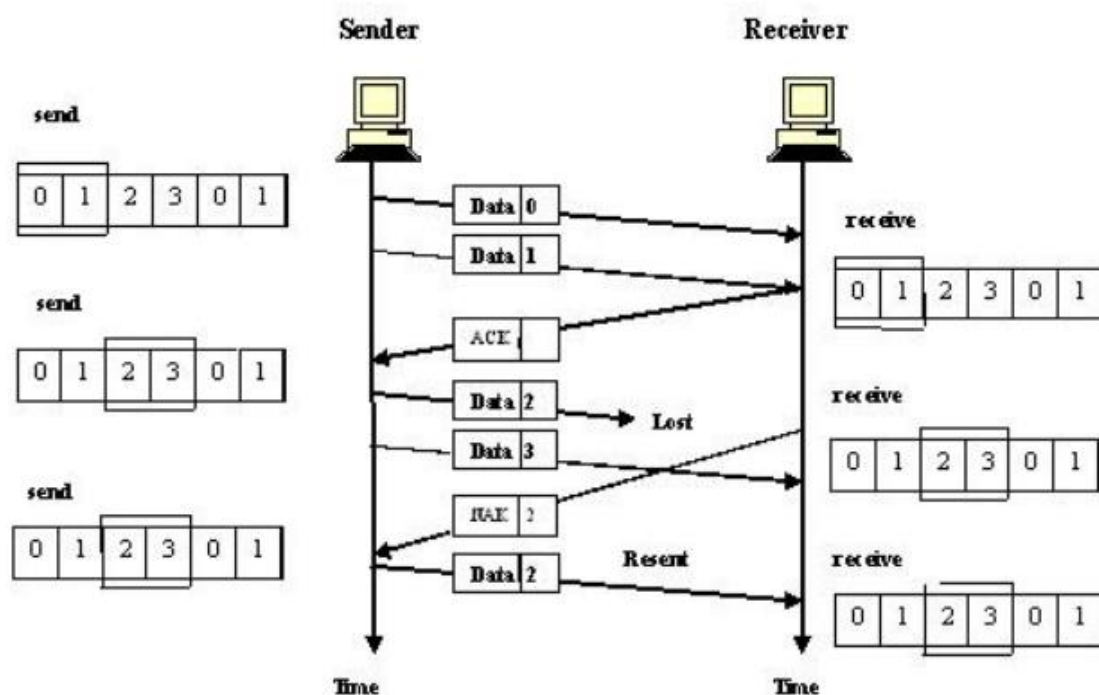 Sender
Receiver
send
0 1 2 3 0 1
Data 0
Data 1
receive
0 1 2 3 0 1
send
ACK
0 1 2 3 0 1
Data 2
Lost
receive
Data 3
0 1 2 3 0 1
send
NAK 2
0 1 2 3 0 1
Data 2
Resent
receive
0 1 2 3 0 1
Time
Time